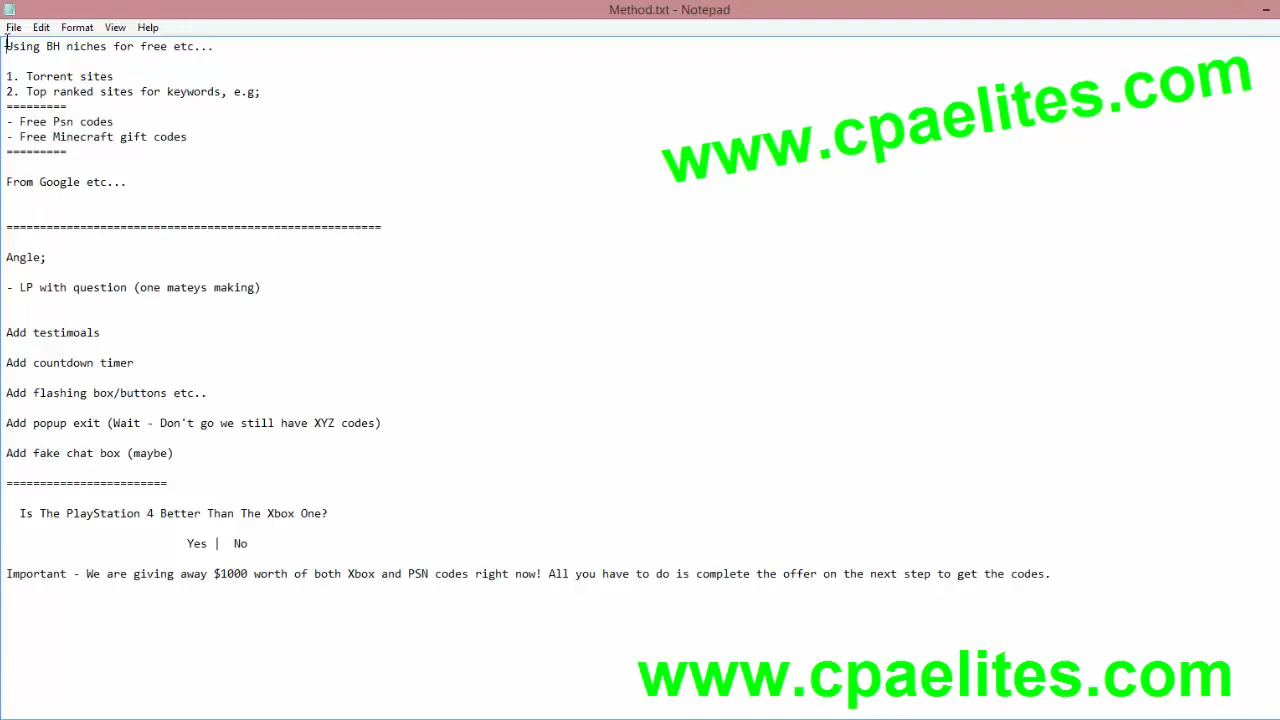 Method.txt - Notepad
File Edit Format View Help
Using BH niches for free etc...
1. Torrent sites
2. Top ranked sites for keywords, e.g;
=========
- Free Psn codes
- Free Minecraft gift codes
=========
From Google etc...
www.cpaelites.com
========================================================
Angle;
- LP with question (one mateys making)
Add testimoals
Add countdown timer
Add flashing box/buttons etc..
Add popup exit (Wait - Don't go we still have XYZ codes)
Add fake chat box (maybe)
========================
Is The PlayStation 4 Better Than The Xbox One?
Yes | No
Important - We are giving away $1000 worth of both Xbox and PSN codes right now! All you have to do is complete the offer on the next step to get the codes.
www.cpaelites.com